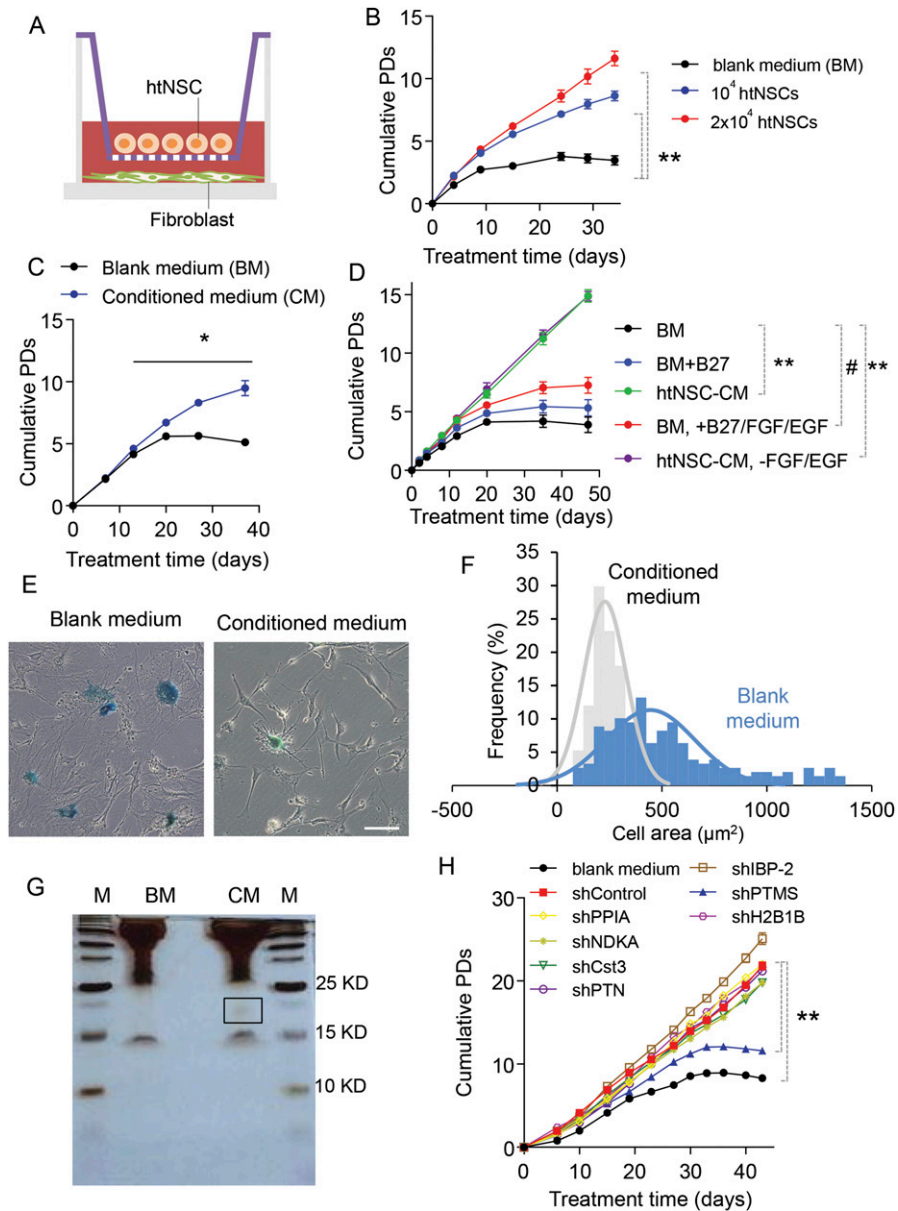 A
htNSC
Fibroblast
B
Cumulative PDs
15
10
5
0
0 10 20 30
Treatment time (days)
blank medium (BM)
10⁴ htNSCs
2x10⁴ htNSCs
**
C
Blank medium (BM)
Conditioned medium (CM)
Cumulative PDs
15
10
5
0
*
0 10 20 30 40
Treatment time (days)
D
Cumulative PDs
15
10
5
0
0 10 20 30 40 50
Treatment time (days)
BM
BM+B27
htNSC-CM
BM, +B27/FGF/EGF
htNSC-CM, -FGF/EGF
** # **
E
Blank medium
Conditioned medium
F
Frequency (%)
35
30
25
20
15
10
5
0
Conditioned
medium
Blank
medium
-500 0 500 1000 1500
Cell area (µm²)
G
M BM CM M
25 KD
15 KD
10 KD
H
blank medium
shControl
shPPIA
shNDKA
shCst3
shPTN
shIBP-2
shPTMS
shH2B1B
Cumulative PDs
30
20
10
0
**
0 10 20 30 40
Treatment time (days)